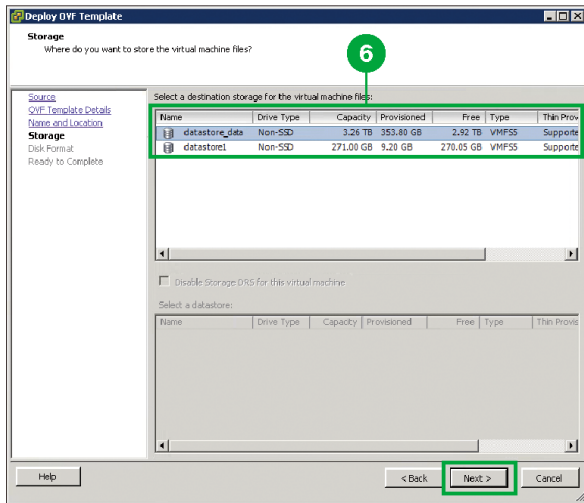 Deploy OVF Template
Storage
Where do you want to store the virtual machine files?
6
Source
OVF Template Details
Name and Location
Storage
Disk Format
Ready to Complete
Select a destination storage for the virtual machine files:
Name Drive Type Capacity Provisioned Free Type Thin Prov
datastore_data Non-SSD 3.26 TB 353.80 GB 2.92 TB VMFS5 Supporte
datastore1 Non-SSD 271.00 GB 9.20 GB 270.05 GB VMFS5 Supporte
Disable Storage DRS for this virtual machine
Select a datastore:
Name Drive Type Capacity Provisioned Free Type Thin Provis
Help < Back Next > Cancel